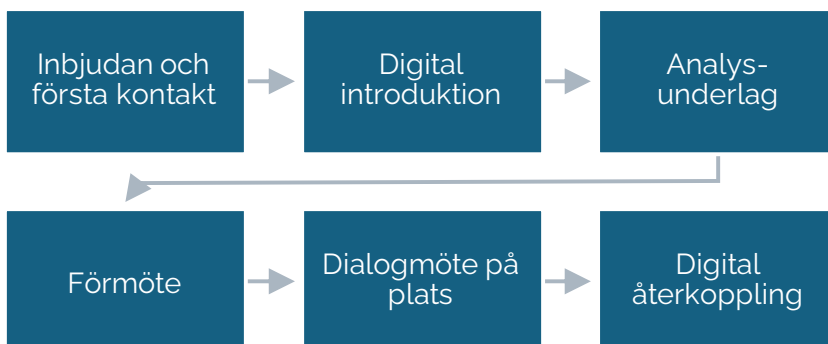 Inbjudan och
första kontakt
Digital
introduktion
Analys-
underlag
Förmöte
Dialogmöte på
plats
Digital
återkoppling